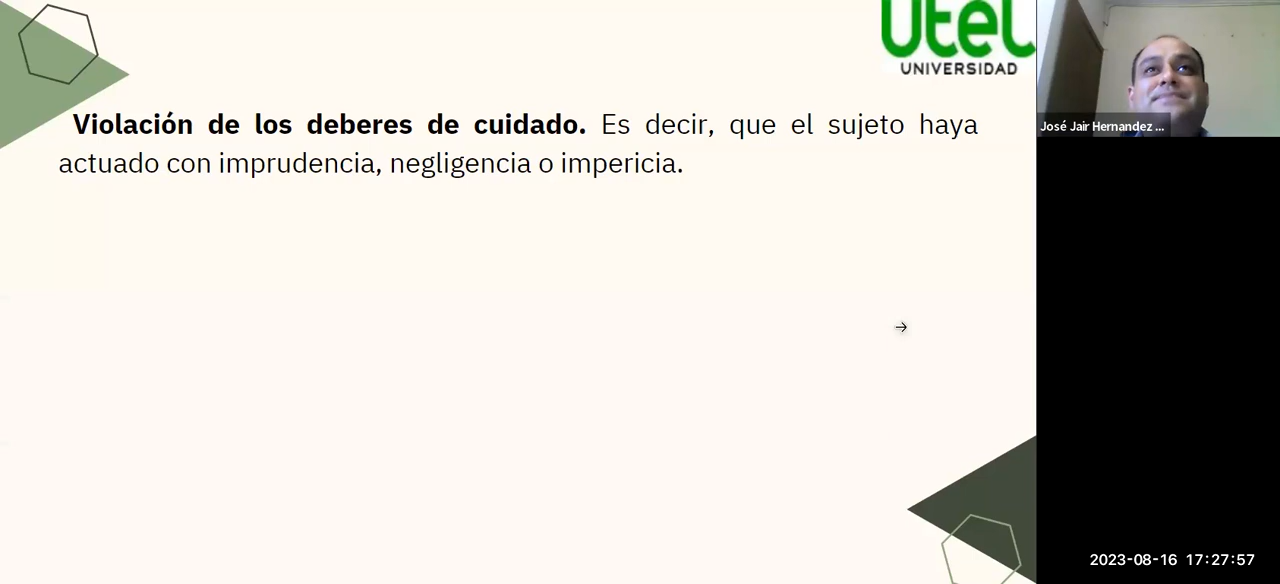 Utel
UNIVERSIDAD
Violación de los deberes de cuidado. Es decir, que el sujeto haya
actuado con imprudencia, negligencia o impericia.
José Jair Hernandez ...
2023-08-16 17:27:57